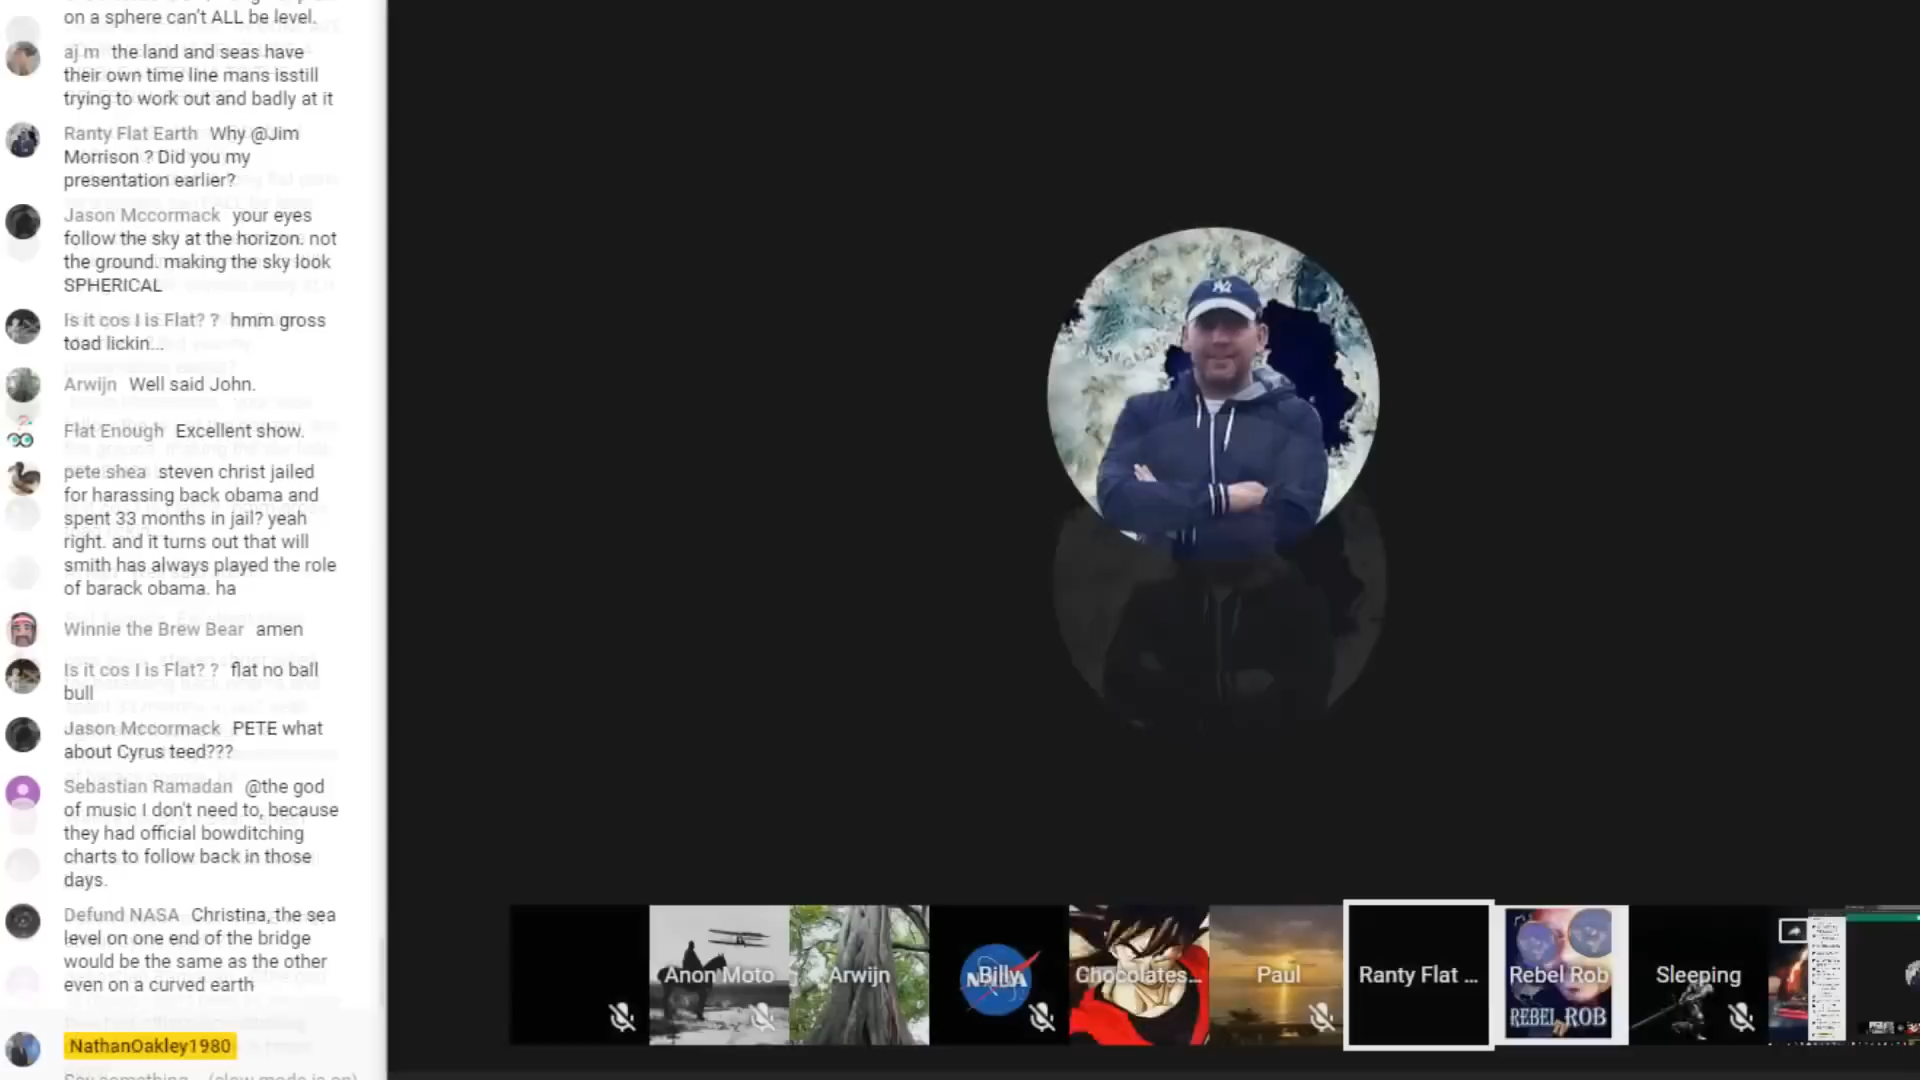 on a sphere can't ALL be level.
aj m the land and seas have
their own time line mans isstill
trying to work out and badly at it
Ranty Flat Earth Why @Jim
Morrison ? Did you my
presentation earlier?
Jason Mccormack your eyes
follow the sky at the horizon. not
the ground. making the sky look
SPHERICAL
Is it cos I is Flat? ? hmm gross
toad lickin...
Arwijn Well said John.
Flat Enough Excellent show.
pete shea steven christ jailed
for harassing back obama and
spent 33 months in jail? yeah
right. and it turns out that will
smith has always played the role
of barack obama. ha
Winnie the Brew Bear amen
Is it cos I is Flat? ? flat no ball
bull
Jason Mccormack PETE what
about Cyrus teed???
Sebastian Ramadan @the god
of music I don't need to, because
they had official bowditching
charts to follow back in those
days.
Defund NASA Christina, the sea
level on one end of the bridge
would be the same as the other
even on a curved earth
NathanOakley1980
Say something... (slow mode is on)
Anon Moto
Arwijn
Billy
Chocolates...
Paul
Ranty Flat ...
Rebel Rob
REBEL ROB
Sleeping